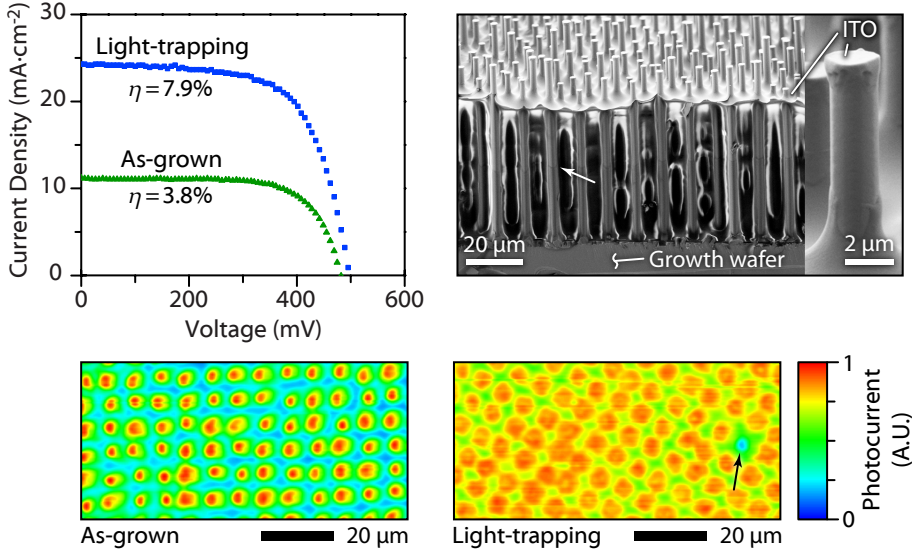 Current Density (mA·cm-2)
30
20
10
0
Light-trapping
η=7.9%
As-grown
η=3.8%
0
200
400
600
Voltage (mV)
ITO
20 μm
Growth wafer
2 μm
As-grown
20 μm
Light-trapping
20 μm
1
0
Photocurrent
(A.U.)